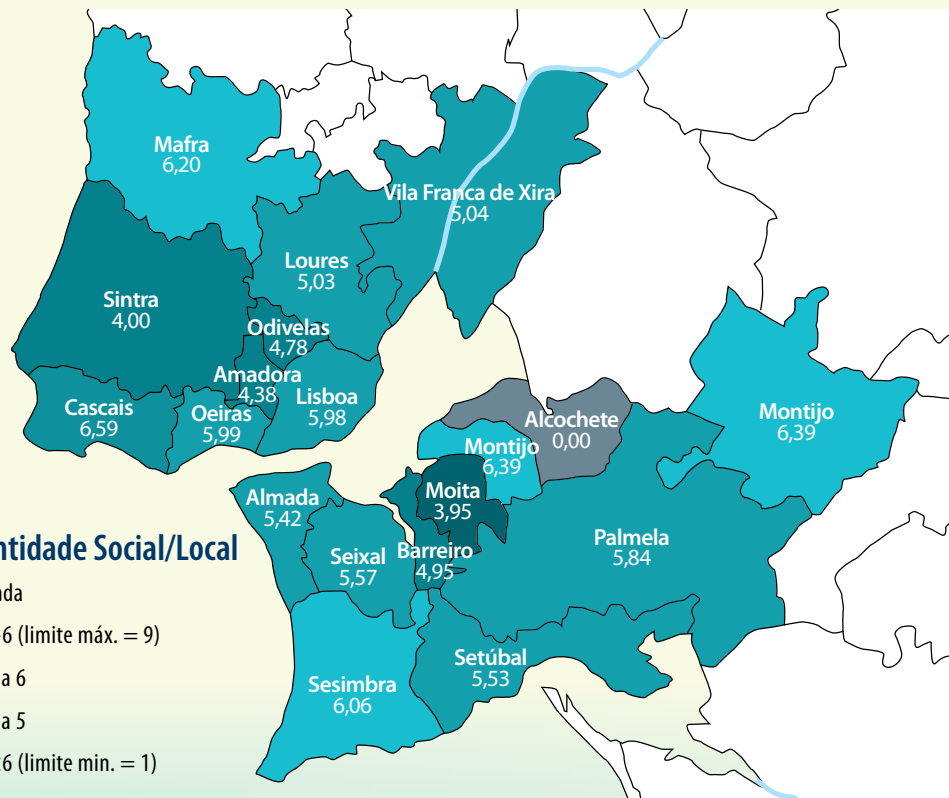 Mafra
6,20
Vila Franca de Xira
5,04
Loures
5,03
Sintra
4,00
Odivelas
4,78
Amadora
4,38
Lisboa
5,98
Cascais
6,59
Oeiras
5,99
Alcochete
0,00
Montijo
6,39
Montijo
6,39
Moita
3,95
Almada
5,42
Palmela
5,84
Barreiro
4,95
Seixal
5,57
Setúbal
5,53
Sesimbra
6,06
ntidade Social/Local
da
6 (limite máx. = 9)
a 6
a 5
6 (limite min. = 1)